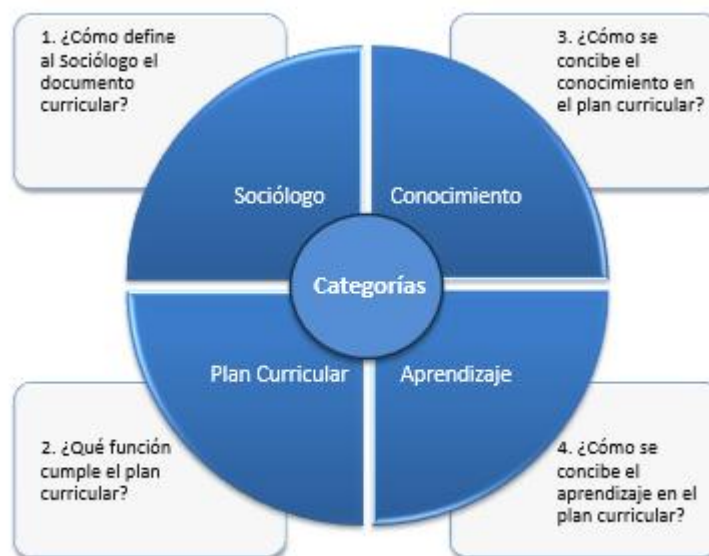 1. ¿Cómo define
al Sociólogo el
documento
curricular?
3. ¿Cómo se
concibe el
conocimiento en
el plan curricular?
Sociólogo
Conocimiento
Categorías
Plan Curricular
Aprendizaje
2. ¿Qué función
cumple el plan
curricular?
4. ¿Cómo se
concibe el
aprendizaje en el
plan curricular?